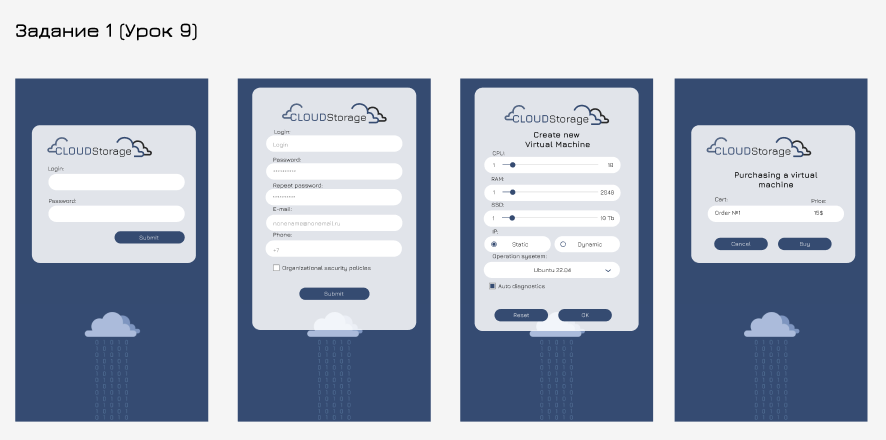 Задание 1 (Урок 9)
CLOUDStorage
Login:
Password:
Submit
CLOUDStorage
Login:
Login
Password:
Repeat password:
E-mail:
Phone:
+7
Organizational security policies
Submit
CLOUDStorage
Create new
Virtual Machine
CPU:
1 18
RAM:
1 2048
SSD:
1 10 Tb
IP:
Static Dynamic
Operation sysetem:
Ubuntu 22.04
Auto diagnostics
Reset OK
CLOUDStorage
Purchasing a virtual
machine
Cart: Price:
Order №1 15$
Cancel Buy